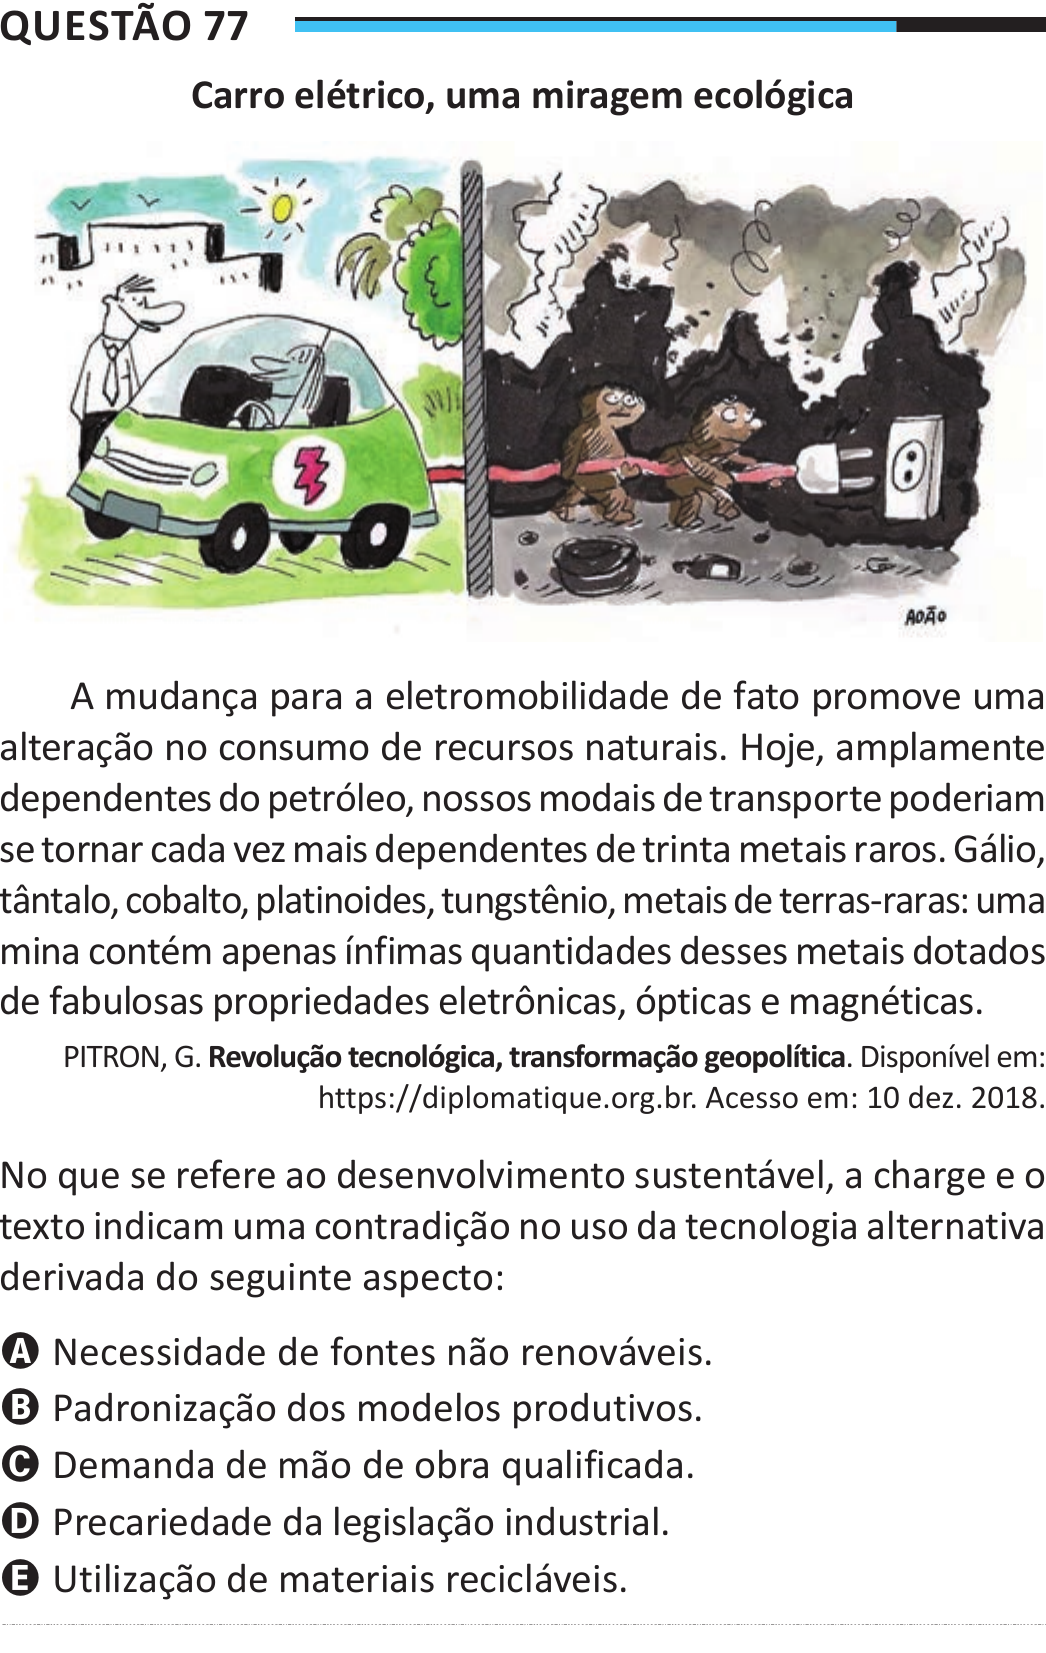 QUESTÃO 77
Carro elétrico, uma miragem ecológica
ADÃO
A mudança para a eletromobilidade de fato promove uma
alteração no consumo de recursos naturais. Hoje, amplamente
dependentes do petróleo, nossos modais de transporte poderiam
se tornar cada vez mais dependentes de trinta metais raros. Gálio,
tântalo, cobalto, platinoides, tungstênio, metais de terras-raras: uma
mina contém apenas ínfimas quantidades desses metais dotados
de fabulosas propriedades eletrônicas, ópticas e magnéticas.
PITRON, G. Revolução tecnológica, transformação geopolítica. Disponível em:
https://diplomatique.org.br. Acesso em: 10 dez. 2018.
No que se refere ao desenvolvimento sustentável, a charge e o
texto indicam uma contradição no uso da tecnologia alternativa
derivada do seguinte aspecto:
A Necessidade de fontes não renováveis.
B Padronização dos modelos produtivos.
C Demanda de mão de obra qualificada.
D Precariedade da legislação industrial.
E Utilização de materiais recicláveis.